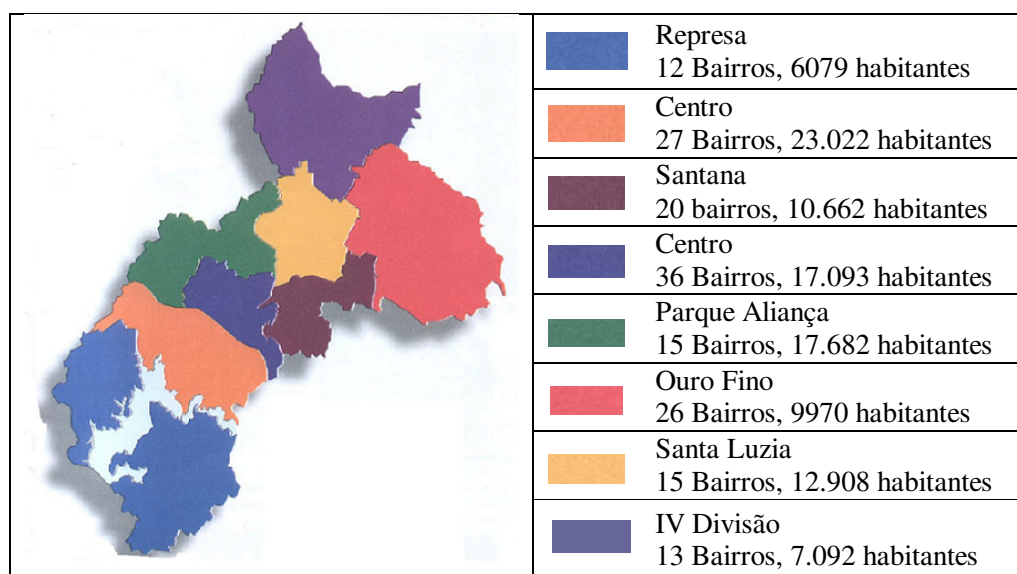 Represa
12 Bairros, 6079 habitantes
Centro
27 Bairros, 23.022 habitantes
Santana
20 bairros, 10.662 habitantes
Centro
36 Bairros, 17.093 habitantes
Parque Aliança
15 Bairros, 17.682 habitantes
Ouro Fino
26 Bairros, 9970 habitantes
Santa Luzia
15 Bairros, 12.908 habitantes
IV Divisão
13 Bairros, 7.092 habitantes